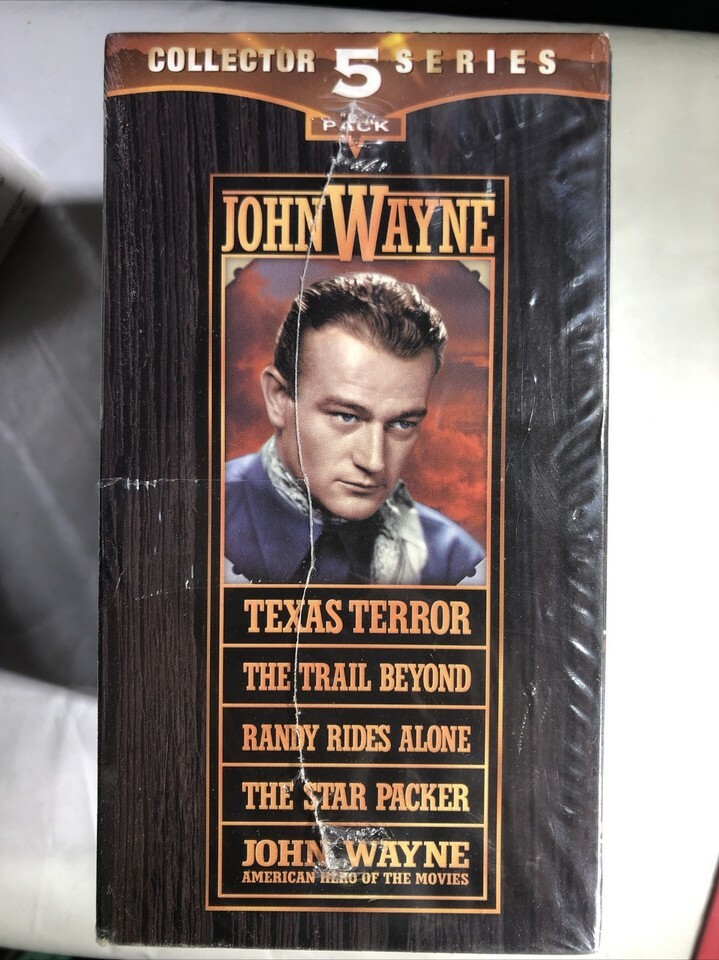 COLLECTOR 5 SERIES
PACK
JOHN WAYNE
TEXAS TERROR
THE TRAIL BEYOND
RANDY RIDES ALONE
THE STAR PACKER
JOHN WAYNE
AMERICAN HERO OF THE MOVIES